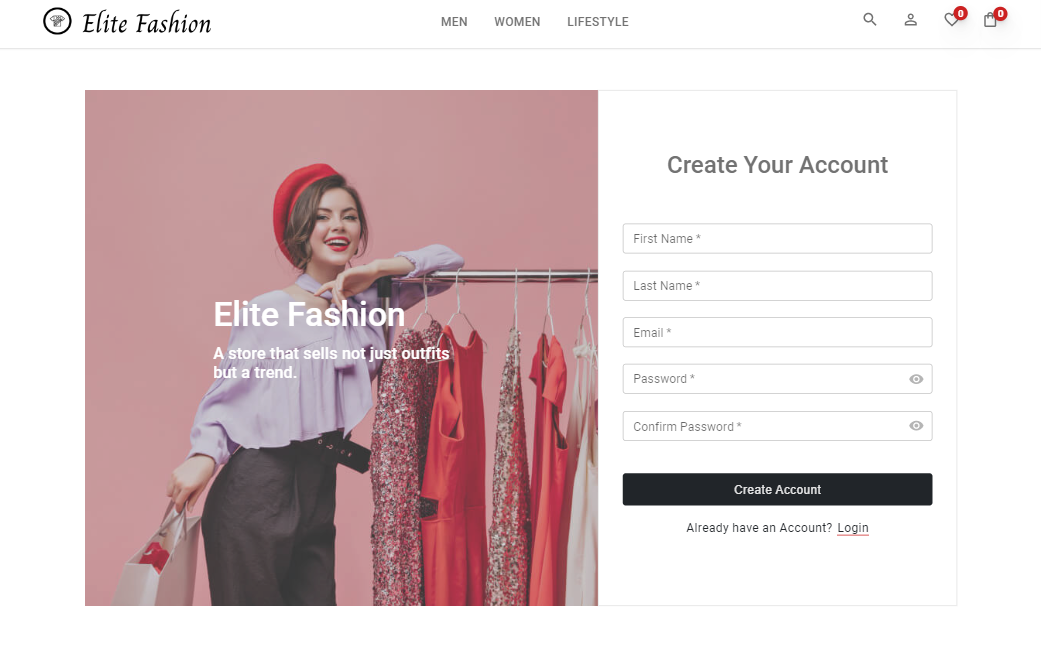 Elite Fashion
MEN WOMEN LIFESTYLE
0 0
Elite Fashion
A store that sells not just outfits
but a trend.
Create Your Account
First Name *
Last Name *
Email *
Password *
Confirm Password *
Create Account
Already have an Account? Login